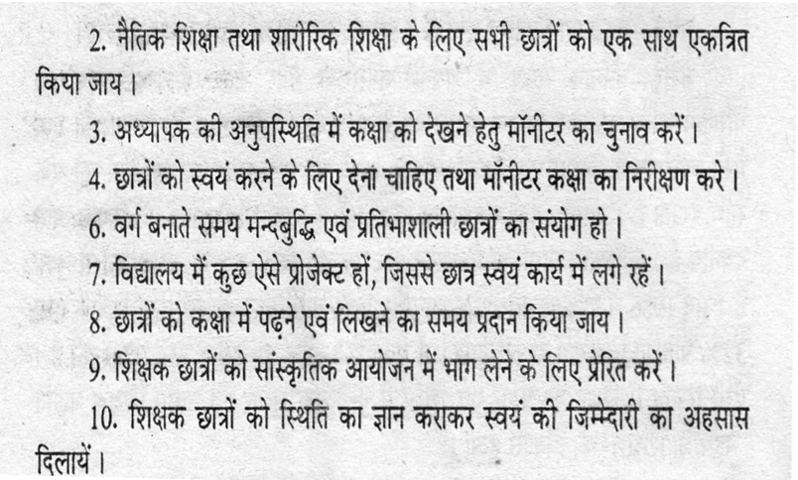 2. नैतिक शिक्षा तथा शारीरिक शिक्षा के लिए सभी छात्रों को एक साथ एकत्रित
किया जाय।
3. अध्यापक की अनुपस्थिति में कक्षा को देखने हेतु मॉनीटर का चुनाव करें।
4. छात्रों को स्वयं करने के लिए देना चाहिए तथा मॉनीटर कक्षा का निरीक्षण करे।
6. वर्ग बनाते समय मन्दबुद्धि एवं प्रतिभाशाली छात्रों का संयोग हो।
7. विद्यालय में कुछ ऐसे प्रोजेक्ट हों, जिससे छात्र स्वयं कार्य में लगे रहें।
8. छात्रों को कक्षा में पढ़ने एवं लिखने का समय प्रदान किया जाय।
9. शिक्षक छात्रों को सांस्कृतिक आयोजन में भाग लेने के लिए प्रेरित करें।
10. शिक्षक छात्रों को स्थिति का ज्ञान कराकर स्वयं की जिम्मेदारी का अहसास
दिलायें।